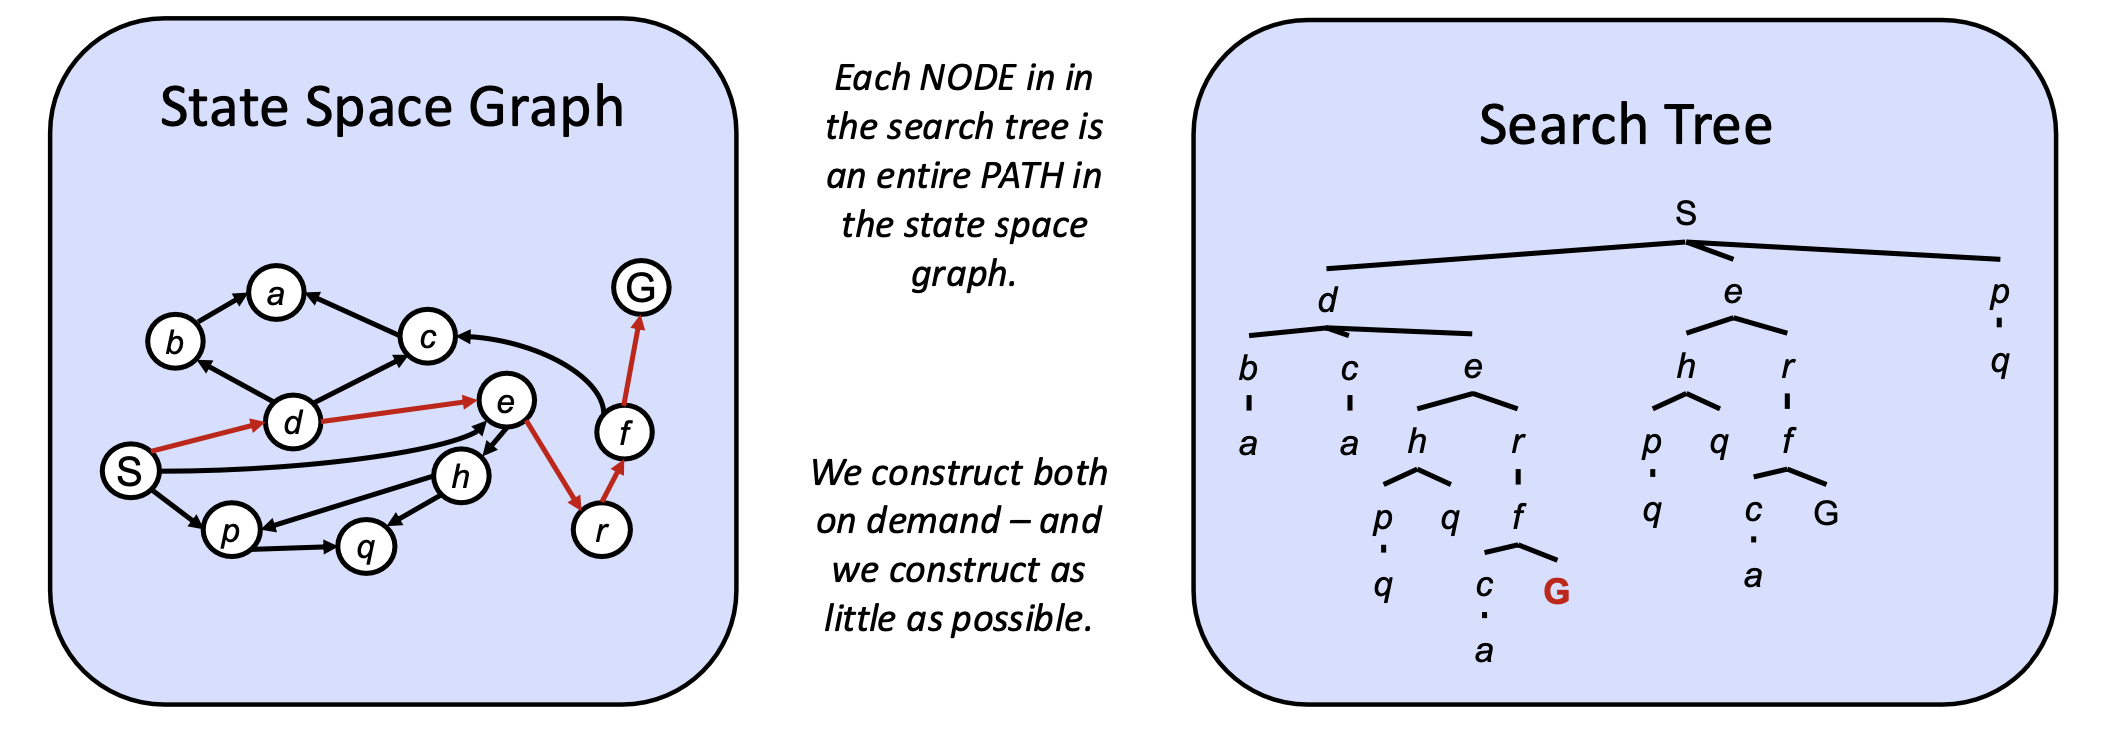 State Space Graph
G
a
c
b
e
d
f
S
h
p
q
r
Each NODE in in
the search tree is
an entire PATH in
the state space
graph.
We construct both
on demand – and
we construct as
little as possible.
Search Tree
S
d e p
b c e h r q
a a h r p q f
p q f q c G
q c G a
a